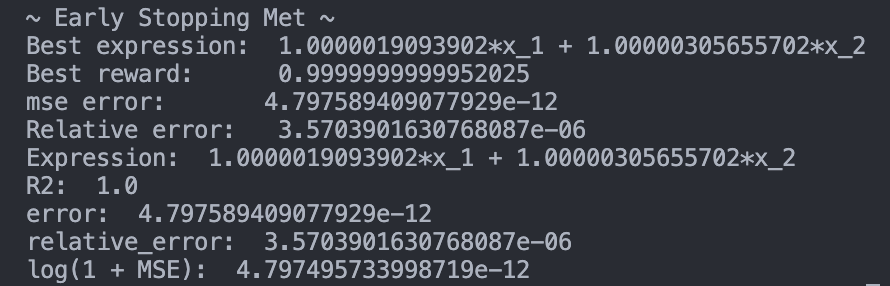 ~ Early Stopping Met ~
Best expression:  1.0000019093902*x_1 + 1.00000305655702*x_2
Best reward:      0.9999999999952025
mse error:       4.797589409077929e-12
Relative error:   3.5703901630768087e-06
Expression:  1.0000019093902*x_1 + 1.00000305655702*x_2
R2:  1.0
error:  4.797589409077929e-12
relative_error:  3.5703901630768087e-06
log(1 + MSE):  4.797495733998719e-12